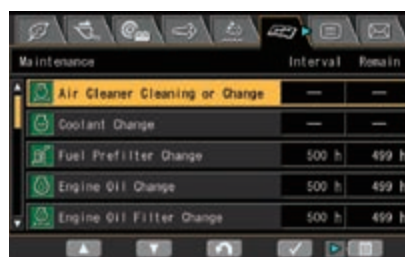 Maintenance Interval Remain
Air Cleaner Cleaning or Change — —
Coolant Change — —
Fuel Prefilter Change 500 h 499 h
Engine Oil Change 500 h 499 h
Engine Oil Filter Change 500 h 499 h